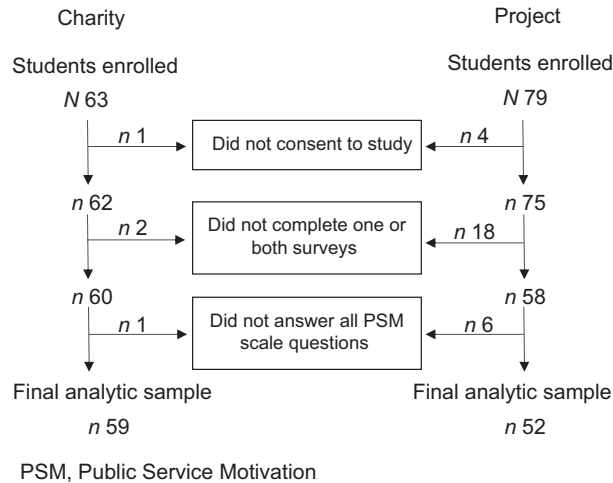 Charity Project
Students enrolled Students enrolled
N 63 N 79
n 1 Did not consent to study n 4
n 62 n 75
n 2 Did not complete one or n 18
both surveys
n 60 n 58
n 1 Did not answer all PSM n 6
scale questions
Final analytic sample Final analytic sample
n 59 n 52
PSM, Public Service Motivation